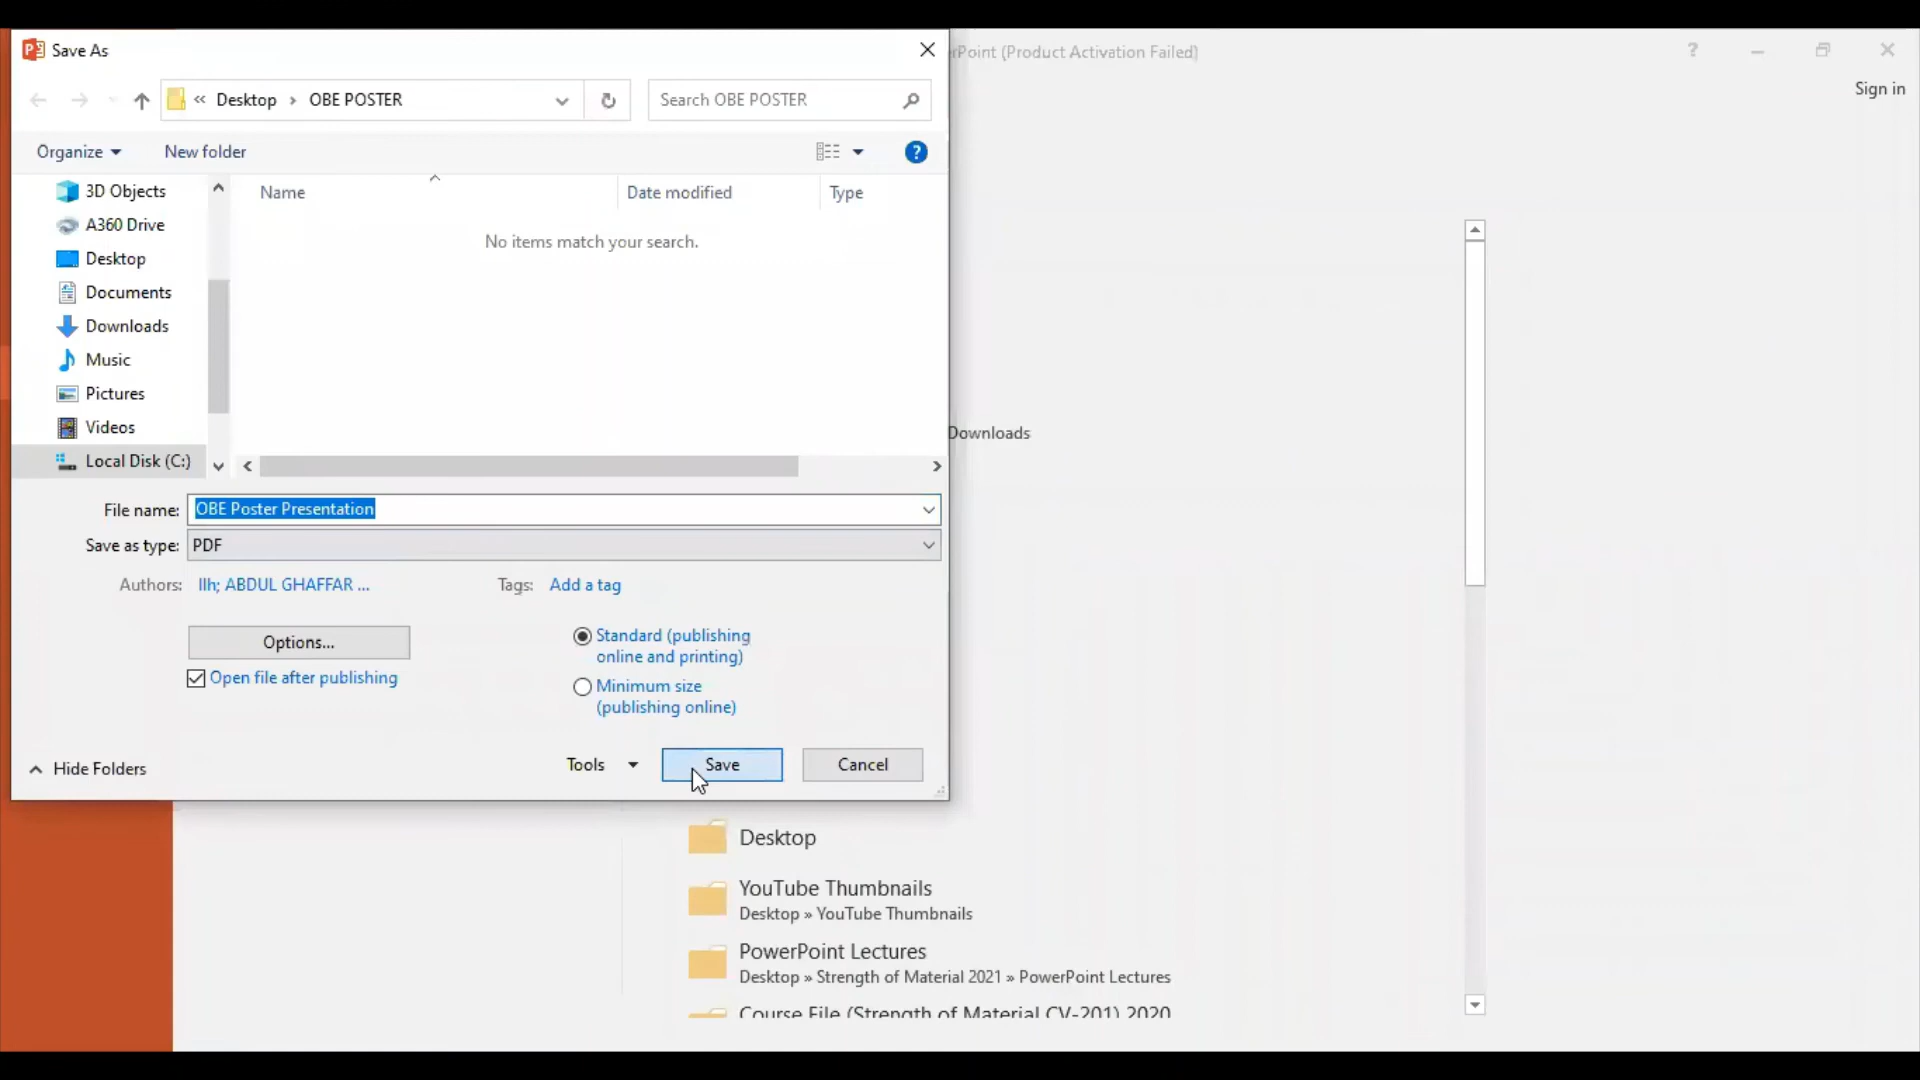 Save As
rPoint (Product Activation Failed)
?
Sign in
« Desktop › OBE POSTER
Search OBE POSTER
Organize
New folder
?
3D Objects
A360 Drive
Desktop
Documents
Downloads
Music
Pictures
Videos
Local Disk (C:)
Name
Date modified
Type
No items match your search.
Downloads
File name: OBE Poster Presentation
Save as type: PDF
Authors: llh; ABDUL GHAFFAR ...
Tags: Add a tag
Options...
Open file after publishing
Standard (publishing
online and printing)
Minimum size
(publishing online)
Hide Folders
Tools
Save
Cancel
Desktop
YouTube Thumbnails
Desktop » YouTube Thumbnails
PowerPoint Lectures
Desktop » Strength of Material 2021 » PowerPoint Lectures
Course File (Strength of Material CV-201) 2020